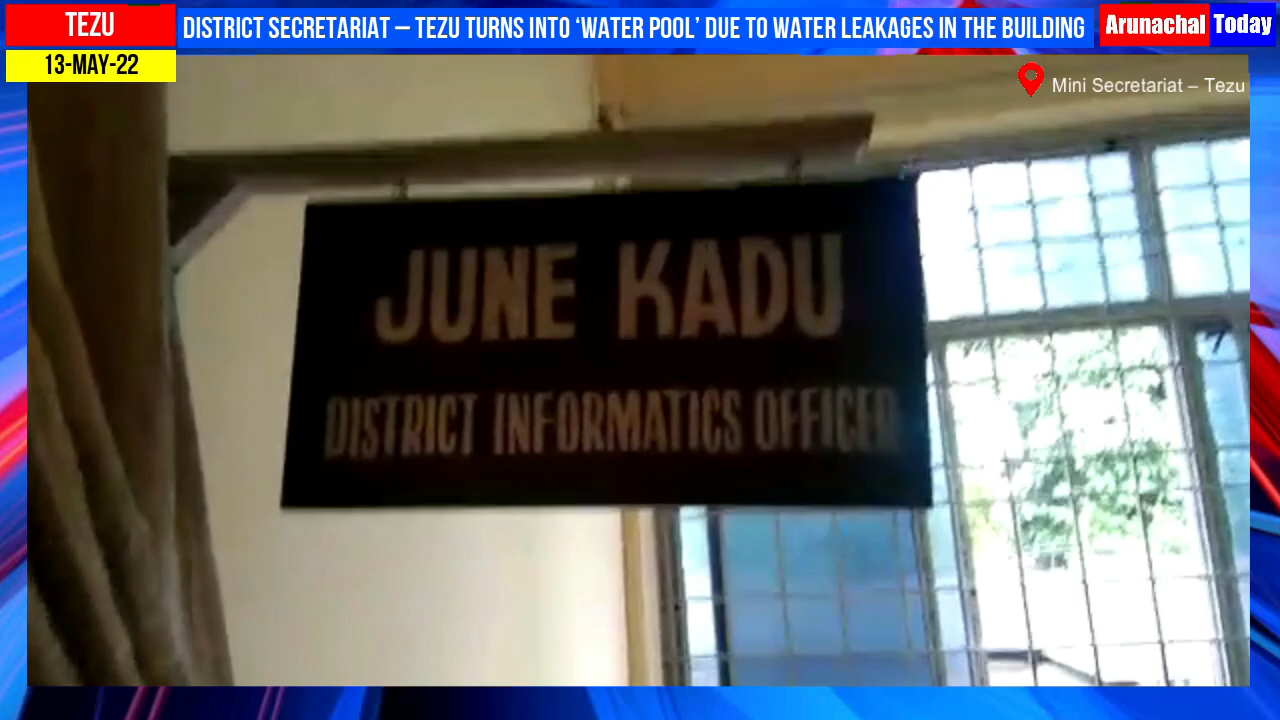 TEZU
DISTRICT SECRETARIAT – TEZU TURNS INTO ‘WATER POOL’ DUE TO WATER LEAKAGES IN THE BUILDING
Arunachal Today
13-MAY-22
Mini Secretariat – Tezu
JUNE KADU
DISTRICT INFORMATICS OFFICER